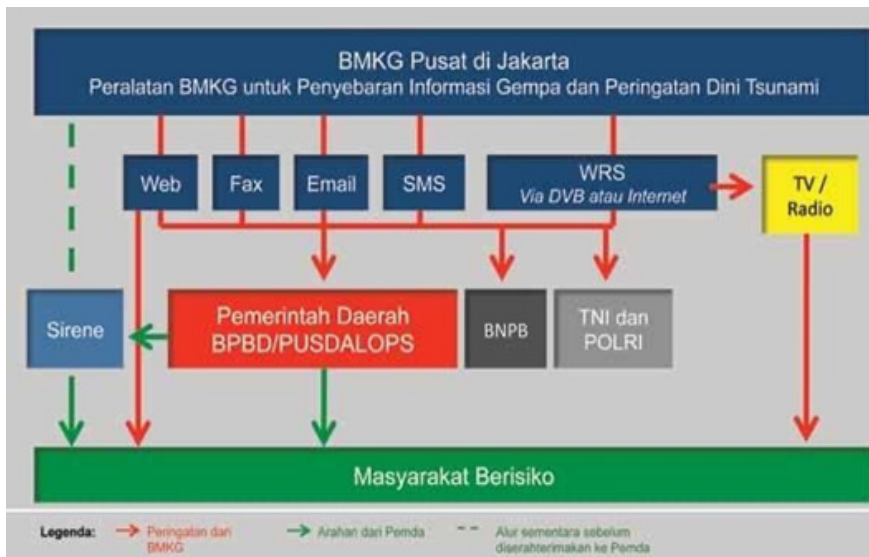 BMKG Pusat di Jakarta
Peralatan BMKG untuk Penyebaran Informasi Gempa dan Peringatan Dini Tsunami
Web
Fax
Email
SMS
WRS
Via DVB atau Internet
TV /
Radio
Sirene
Pemerintah Daerah
BPBD/PUSDALOPS
BNPB
TNI dan
POLRI
Masyarakat Berisiko
Legenda:
Peringatan dari
BMKG
Arahan dari Pemda
Alur sementara sebelum
diserahterimakan ke Pemda